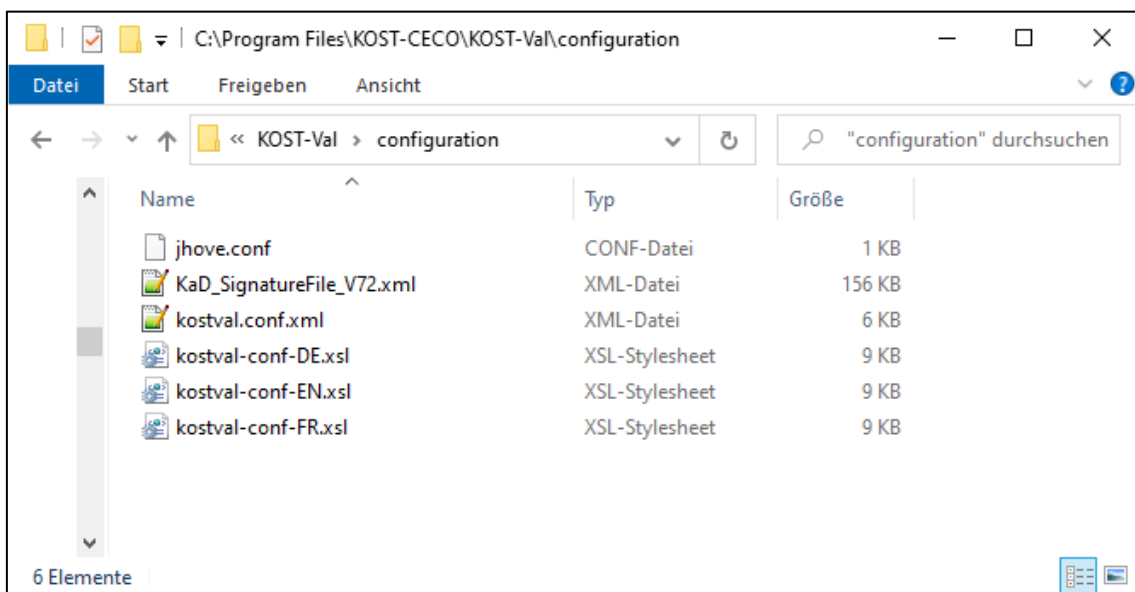 C:\Program Files\KOST-CECO\KOST-Val\configuration
Datei Start Freigeben Ansicht ?
« KOST-Val > configuration "configuration" durchsuchen
Name Typ Größe
jhove.conf CONF-Datei 1 KB
KaD_SignatureFile_V72.xml XML-Datei 156 KB
kostval.conf.xml XML-Datei 6 KB
kostval-conf-DE.xsl XSL-Stylesheet 9 KB
kostval-conf-EN.xsl XSL-Stylesheet 9 KB
kostval-conf-FR.xsl XSL-Stylesheet 9 KB
6 Elemente